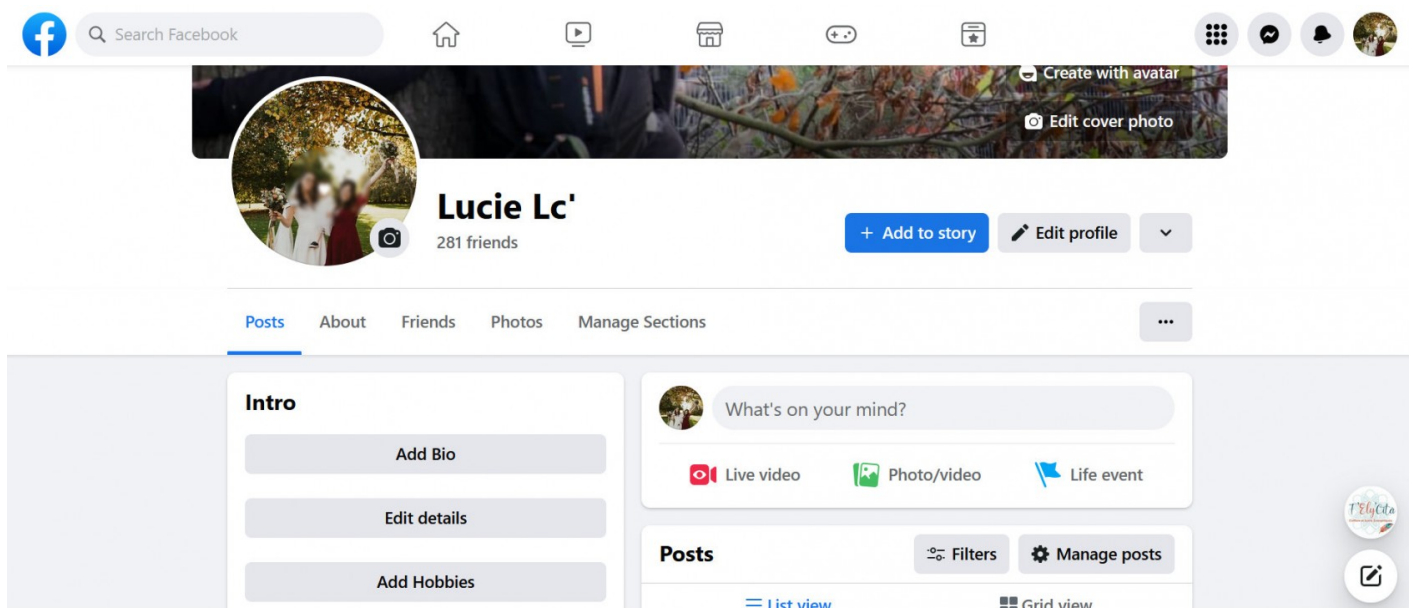 Search Facebook
Create with avatar
Edit cover photo
Lucie Lc'
281 friends
+ Add to story
Edit profile
Posts About Friends Photos Manage Sections
Intro
Add Bio
Edit details
Add Hobbies
What's on your mind?
Live video Photo/video Life event
Posts Filters Manage posts
List view Grid view
T'ElyCita